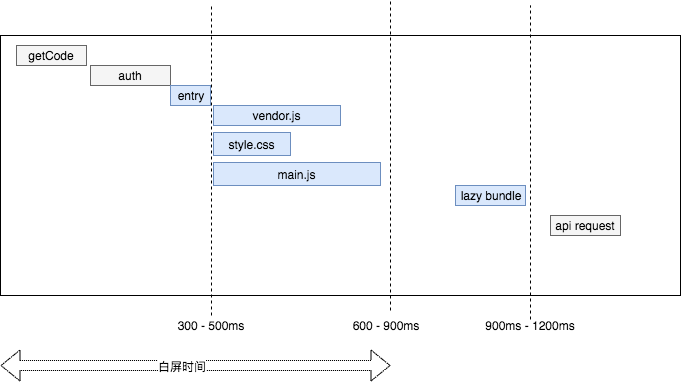 getCode
auth
entry
vendor.js
style.css
main.js
lazy bundle
api request
300 - 500ms
600 - 900ms
900ms - 1200ms
白屏时间